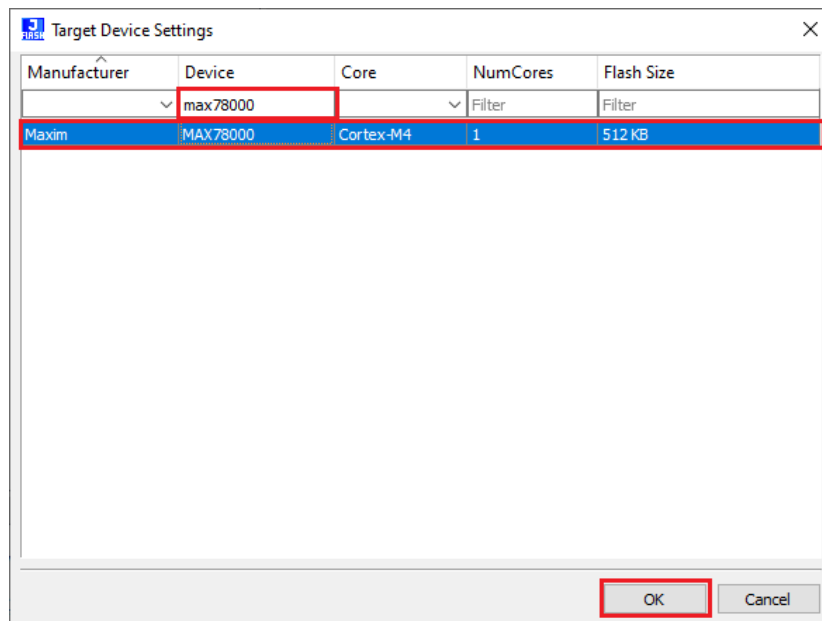 J FLASH Target Device Settings
Manufacturer Device Core NumCores Flash Size
max78000 Filter Filter
Maxim MAX78000 Cortex-M4 1 512 KB
OK Cancel